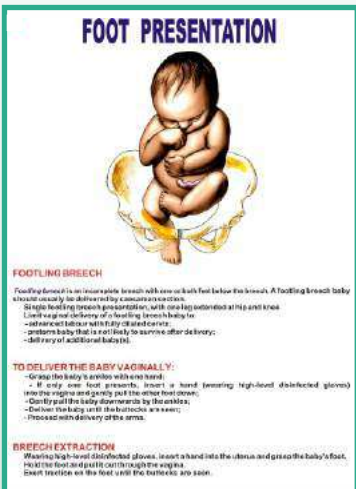 FOOT PRESENTATION
FOOTLING BREECH
Footling breech is an incomplete breech with one or both feet below the breech. A footling breech baby
should usually be delivered by caesarean section.
Single footling breech presentation, with one leg extended at hip and knee
Limit vaginal delivery of a footling breech baby to:
- advanced labour with fully dilated cervix;
- preterm baby that is not likely to survive after delivery;
- delivery of additional baby(s).
TO DELIVER THE BABY VAGINALLY:
- Grasp the baby's ankles with one hand;
- If only one foot presents, insert a hand (wearing high-level disinfected gloves)
into the vagina and gently pull the other foot down;
- Gently pull the baby downwards by the ankles;
- Deliver the baby until the buttocks are seen;
- Proceed with delivery of the arms.
BREECH EXTRACTION
Wearing high-level disinfected gloves, insert a hand into the uterus and grasp the baby's foot.
Hold the foot and pull it out through the vagina.
Exert traction on the foot until the buttocks are seen.